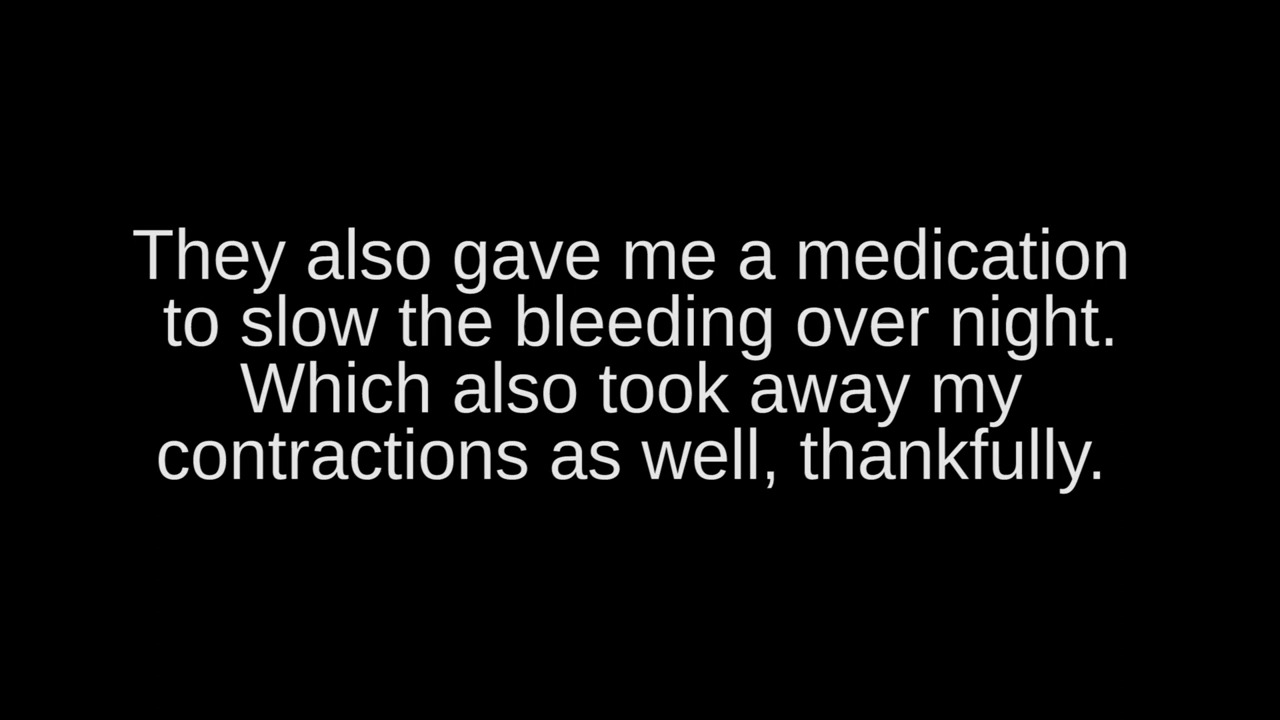 They also gave me a medication
to slow the bleeding over night.
Which also took away my
contractions as well, thankfully.